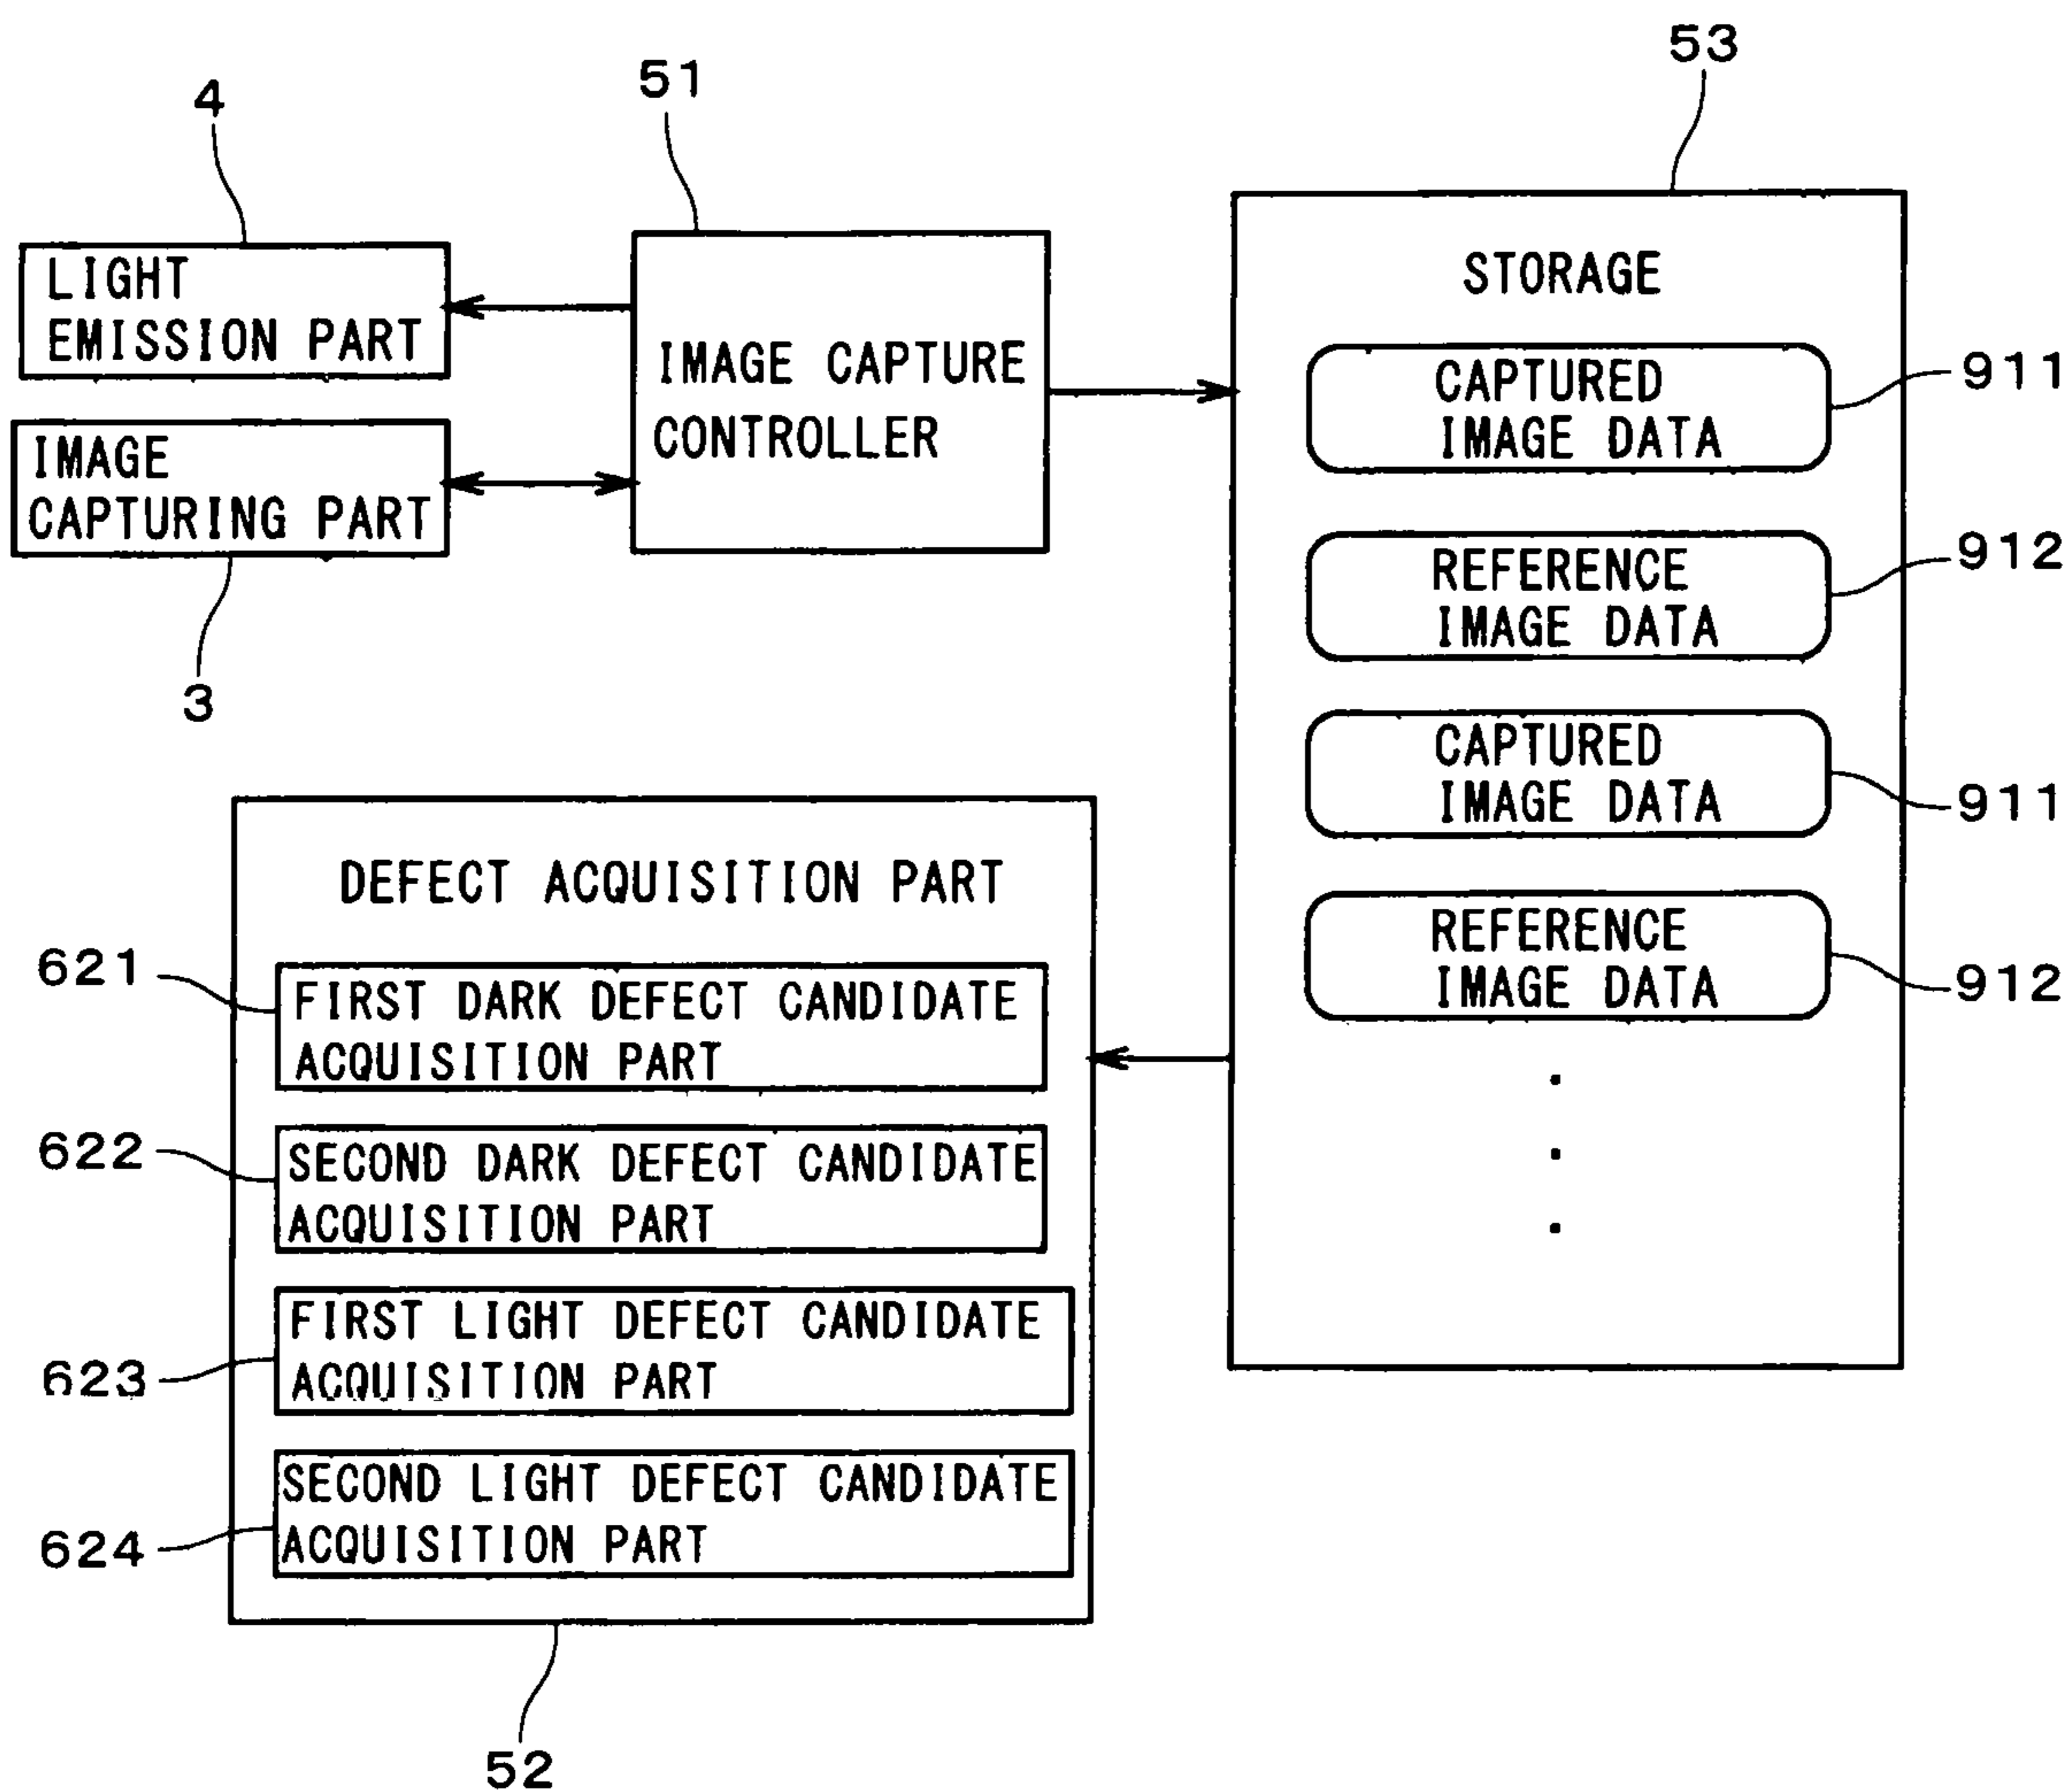 4
51
53
LIGHT
EMISSION PART
IMAGE CAPTURE
CONTROLLER
IMAGE
CAPTURING PART
3
STORAGE
CAPTURED
IMAGE DATA
911
REFERENCE
IMAGE DATA
912
CAPTURED
IMAGE DATA
911
REFERENCE
IMAGE DATA
912
DEFECT ACQUISITION PART
621
FIRST DARK DEFECT CANDIDATE
ACQUISITION PART
622
SECOND DARK DEFECT CANDIDATE
ACQUISITION PART
623
FIRST LIGHT DEFECT CANDIDATE
ACQUISITION PART
624
SECOND LIGHT DEFECT CANDIDATE
ACQUISITION PART
52